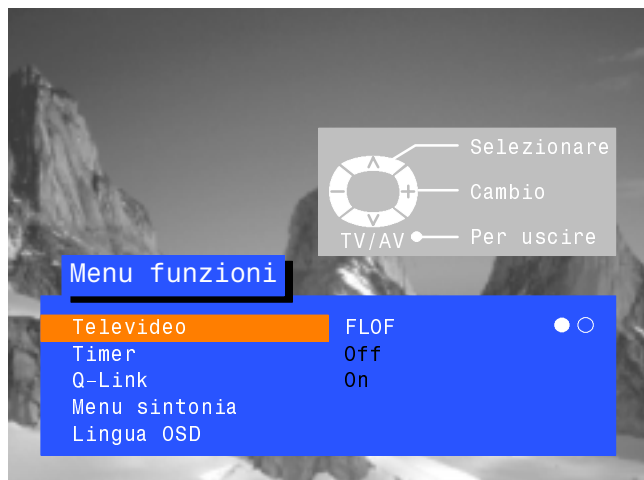 Selezionare
Cambio
TV/AV Per uscire
Menu funzioni
Televideo FLOF
Timer Off
Q-Link On
Menu sintonia
Lingua OSD